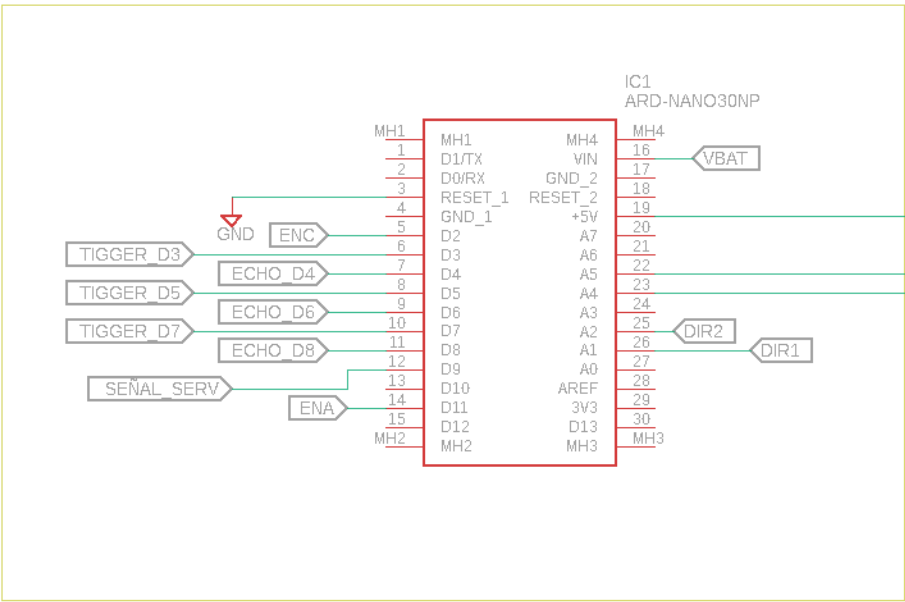 IC1
ARD-NANO30NP
MH1 MH1 MH4 MH4
1 D1/TX VIN 16 VBAT
2 D0/RX GND_2 17
3 RESET_1 RESET_2 18
4 GND_1 +5V 19
GND ENC 5 D2 A7 20
TIGGER_D3 6 D3 A6 21
ECHO_D4 7 D4 A5 22
TIGGER_D5 8 D5 A4 23
ECHO_D6 9 D6 A3 24
TIGGER_D7 10 D7 A2 25 DIR2
ECHO_D8 11 D8 A1 26 DIR1
12 D9 A0 27
SEÑAL_SERV 13 D10 AREF 28
ENA 14 D11 3V3 29
15 D12 D13 30
MH2 MH2 MH3 MH3